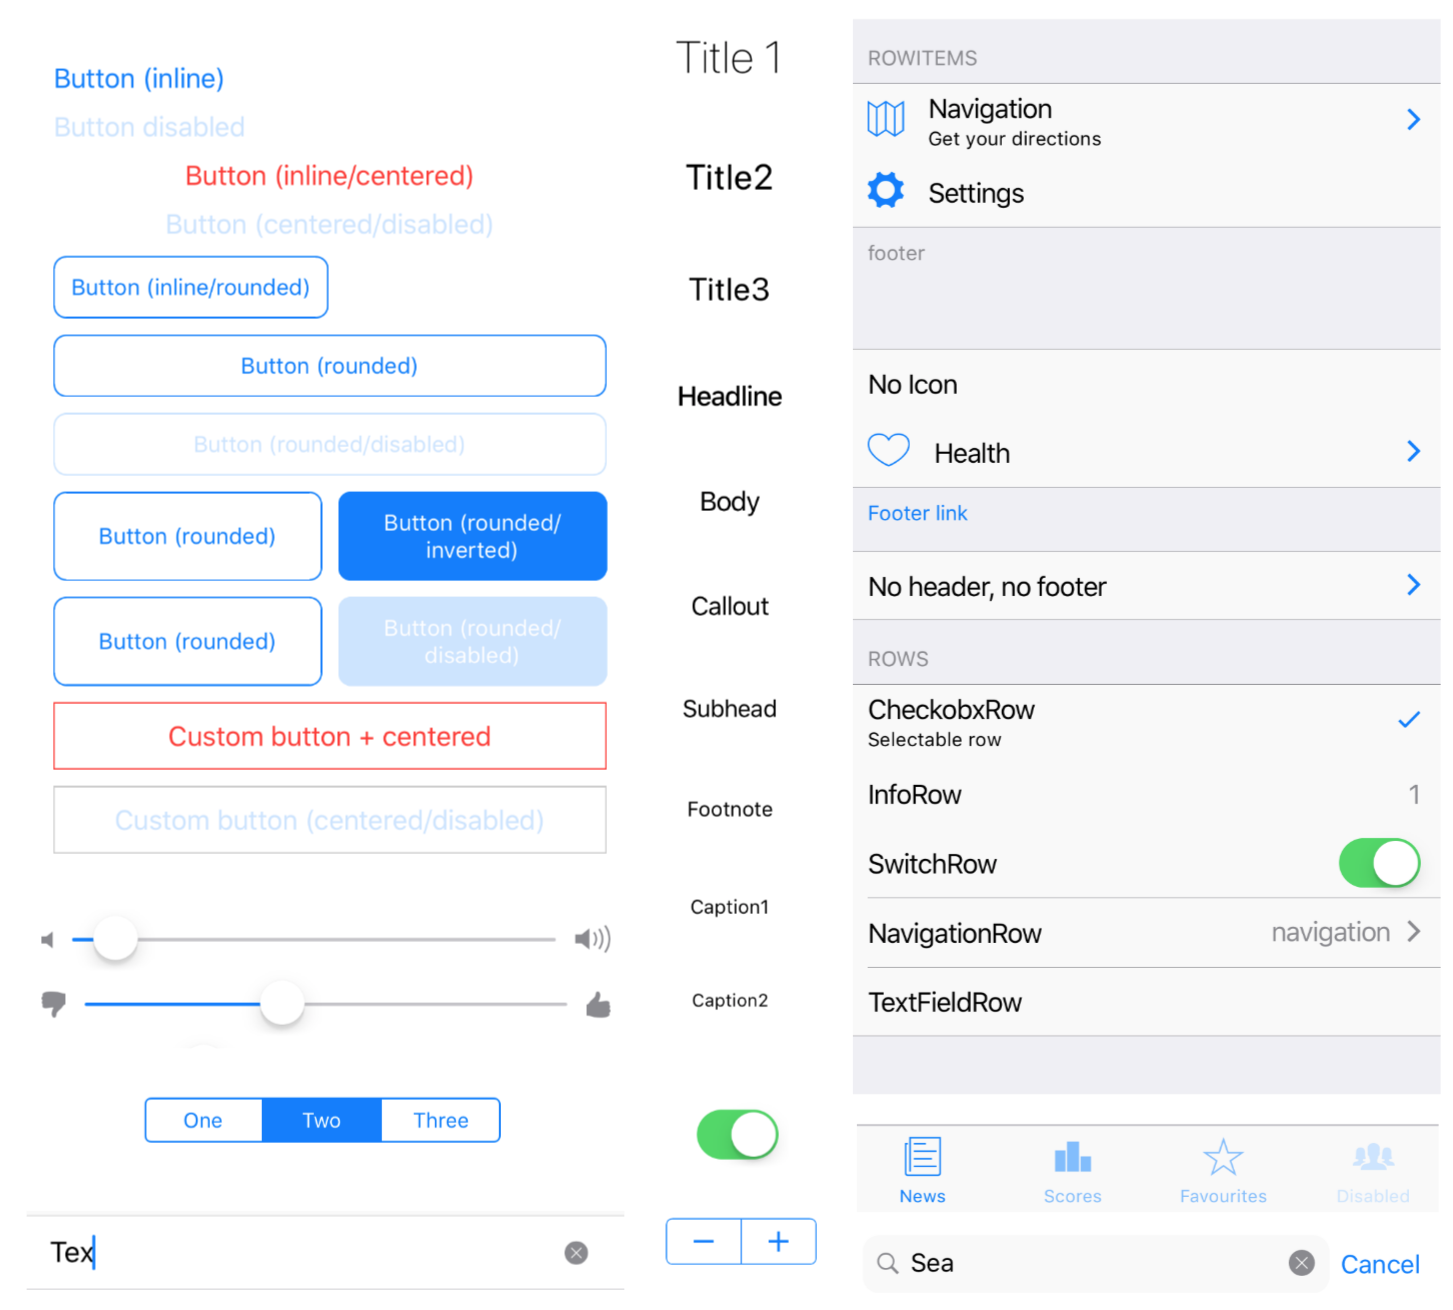 Button (inline)
Button disabled
Button (inline/centered)
Button (centered/disabled)
Button (inline/rounded)
Button (rounded)
Button (rounded/disabled)
Button (rounded)
Button (rounded/
inverted)
Button (rounded)
Button (rounded/
disabled)
Custom button + centered
Custom button (centered/disabled)
One
Two
Three
Tex
Title 1
Title2
Title3
Headline
Body
Callout
Subhead
Footnote
Caption1
Caption2
ROWITEMS
Navigation
Get your directions
Settings
footer
No Icon
Health
Footer link
No header, no footer
ROWS
CheckobxRow
Selectable row
InfoRow 1
SwitchRow
NavigationRow navigation
TextFieldRow
News
Scores
Favourites
Disabled
Sea
Cancel